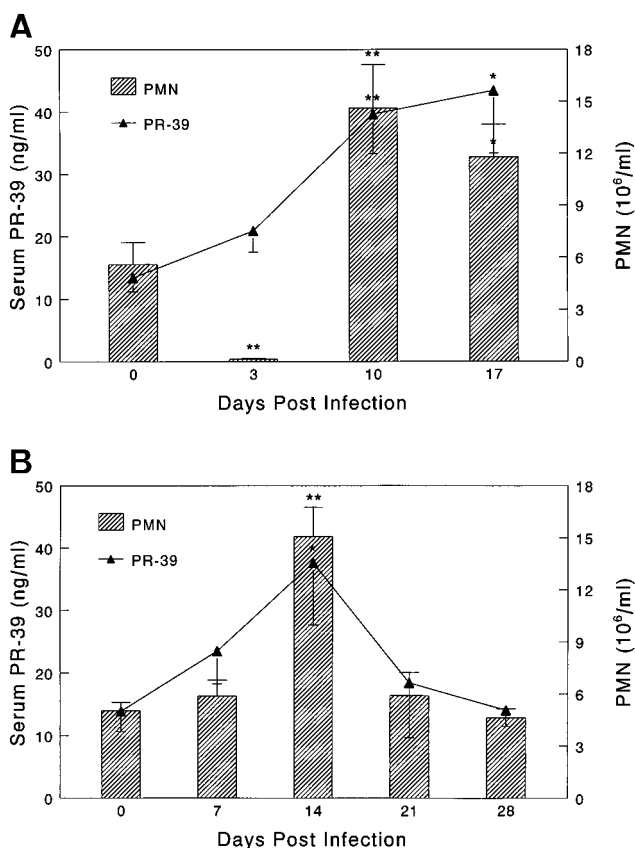 A
50
40
30
20
10
0
Serum PR-39 (ng/ml)
PMN
PR-39
**
**
*
*
**
18
15
12
9
6
3
0
PMN (10⁶/ml)
0 3 10 17
Days Post Infection
B
50
40
30
20
10
0
Serum PR-39 (ng/ml)
PMN
PR-39
**
*
18
15
12
9
6
3
0
PMN (10⁶/ml)
0 7 14 21 28
Days Post Infection